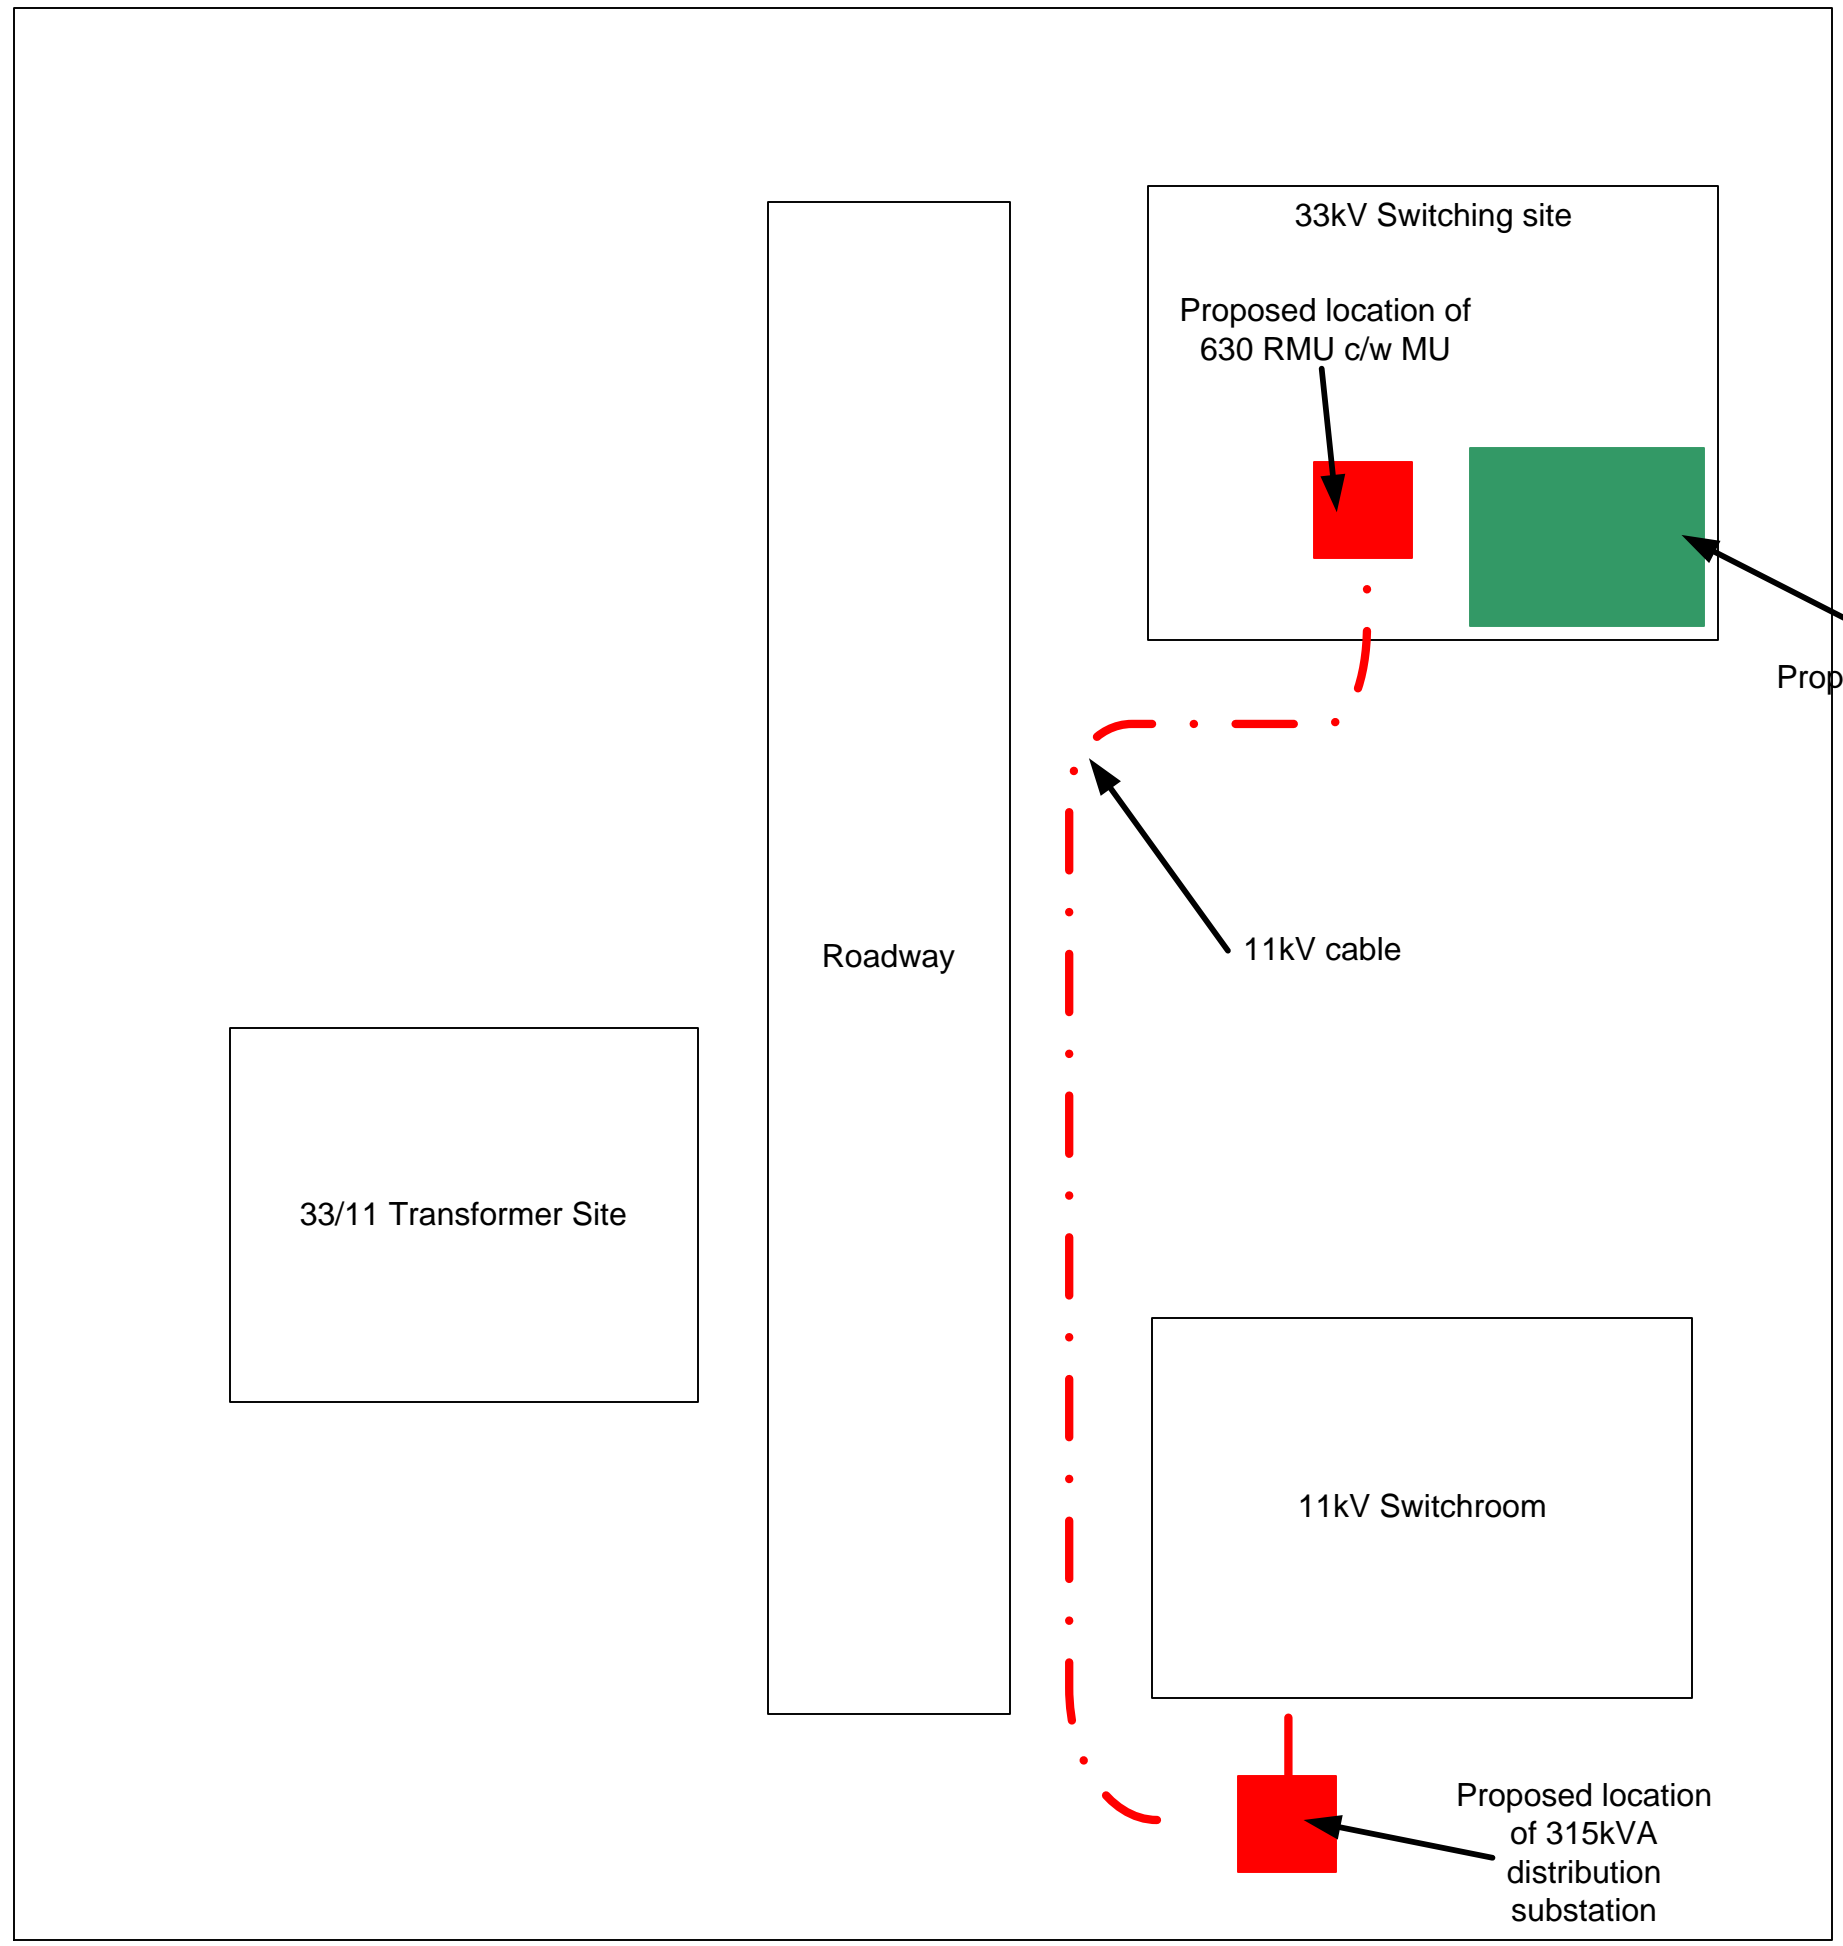 33kV Switching site
Proposed location of
630 RMU c/w MU
Prop
11kV cable
Roadway
33/11 Transformer Site
11kV Switchroom
Proposed location
of 315kVA
distribution
substation